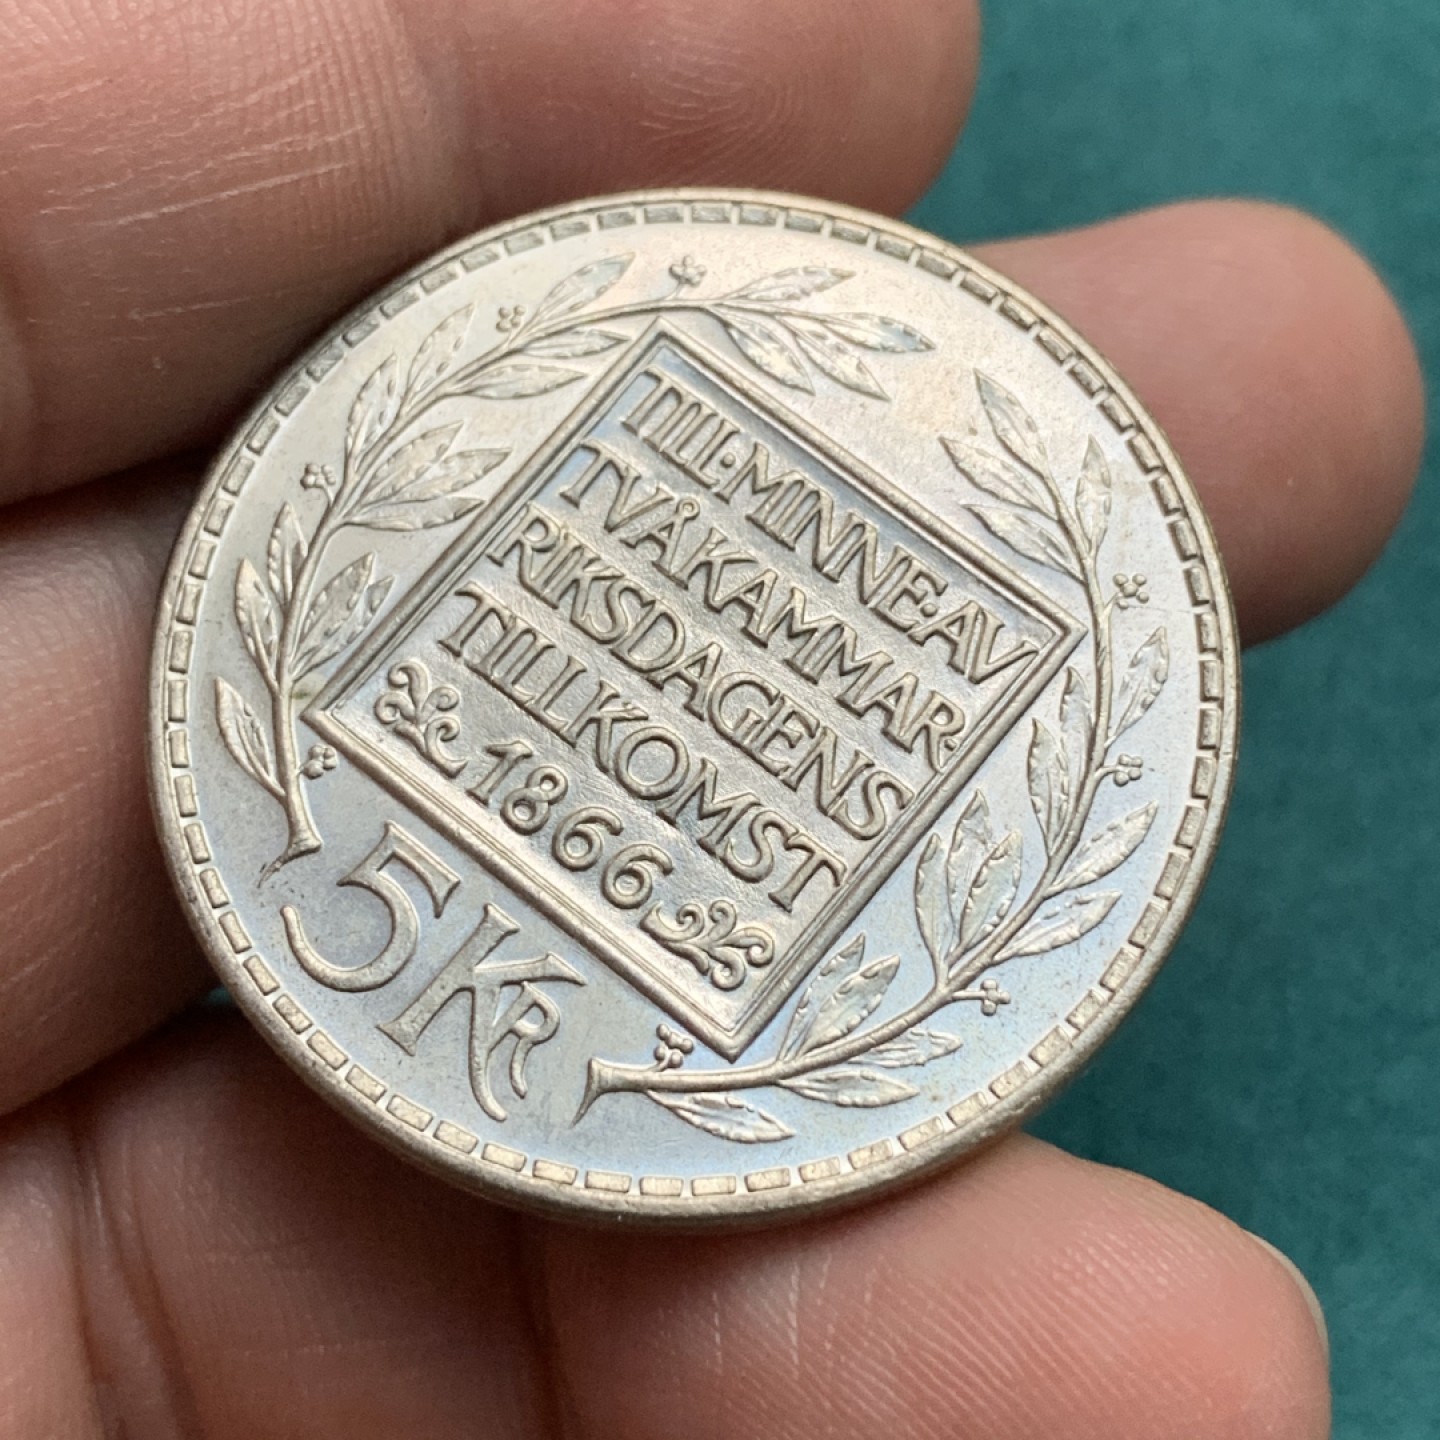 TILL·MINNE·AV
TVÅKAMMAR·
RIKSDAGENS
TILLKOMST
1866
5 KR